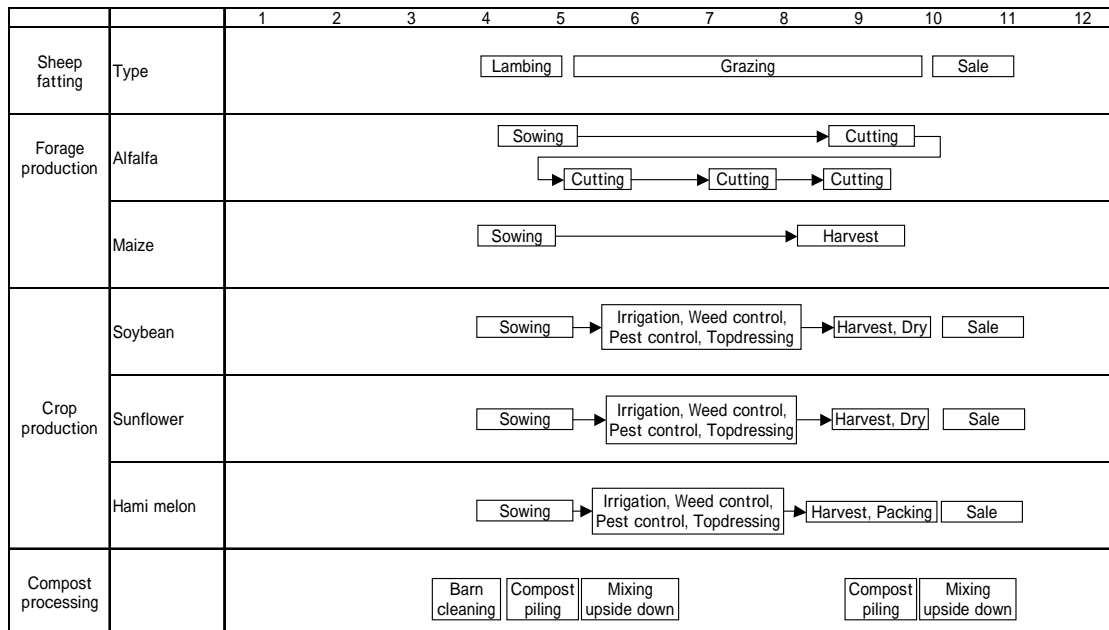 1 2 3 4 5 6 7 8 9 10 11 12
Sheep
fatting
Type
Lambing Grazing Sale
Forage
production
Alfalfa
Sowing Cutting
Cutting Cutting Cutting
Maize
Sowing Harvest
Crop
production
Soybean
Sowing
Irrigation, Weed control,
Pest control, Topdressing
Harvest, Dry Sale
Sunflower
Sowing
Irrigation, Weed control,
Pest control, Topdressing
Harvest, Dry Sale
Hami melon
Sowing
Irrigation, Weed control,
Pest control, Topdressing
Harvest, Packing Sale
Compost
processing
Barn
cleaning
Compost
piling
Mixing
upside down
Compost
piling
Mixing
upside down